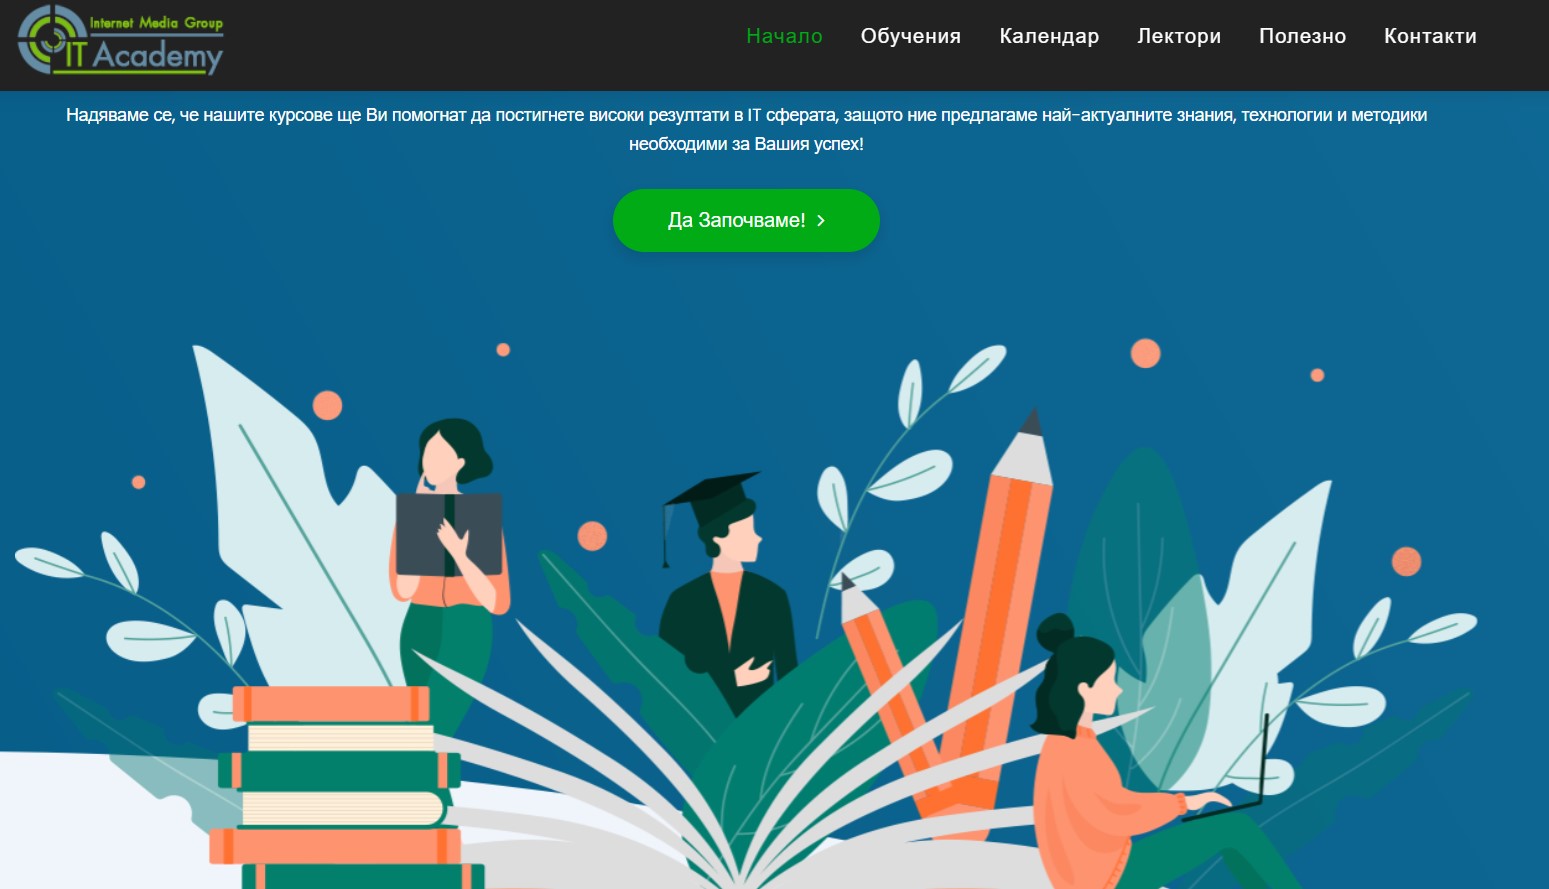 Internet Media Group
IT Academy
Начало Обучения Календар Лектори Полезно Контакти
Надяваме се, че нашите курсове ще Ви помогнат да постигнете високи резултати в IT сферата, защото ние предлагаме най-актуалните знания, технологии и методики
необходими за Вашия успех!
Да Започваме!